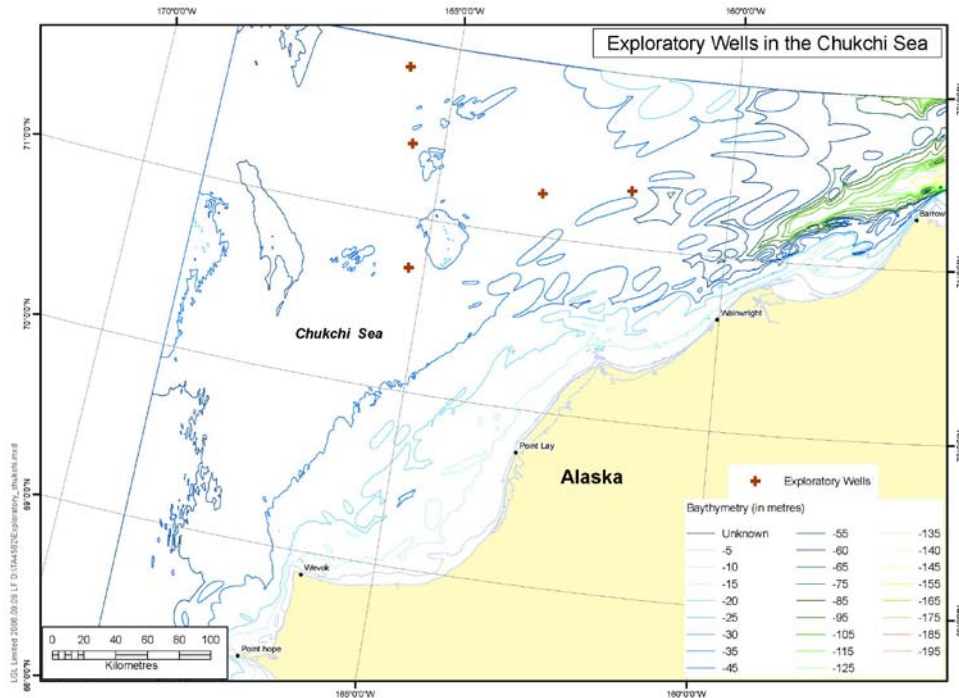 170°0'0"W
165°0'0"W
160°0'0"W
Exploratory Wells in the Chukchi Sea
71°0'0"N
70°0'0"N
69°0'0"N
68°0'0"N
Barrow
Wainwright
Chukchi Sea
Point Lay
Alaska
Wevok
Point hope
Exploratory Wells
Baythymetry (in metres)
Unknown
-5
-10
-15
-20
-25
-30
-35
-45
-55
-60
-65
-75
-85
-95
-105
-115
-125
-135
-140
-145
-155
-165
-175
-185
-195
0 20 40 60 80 100
Kilometres
165°0'0"W
160°0'0"W